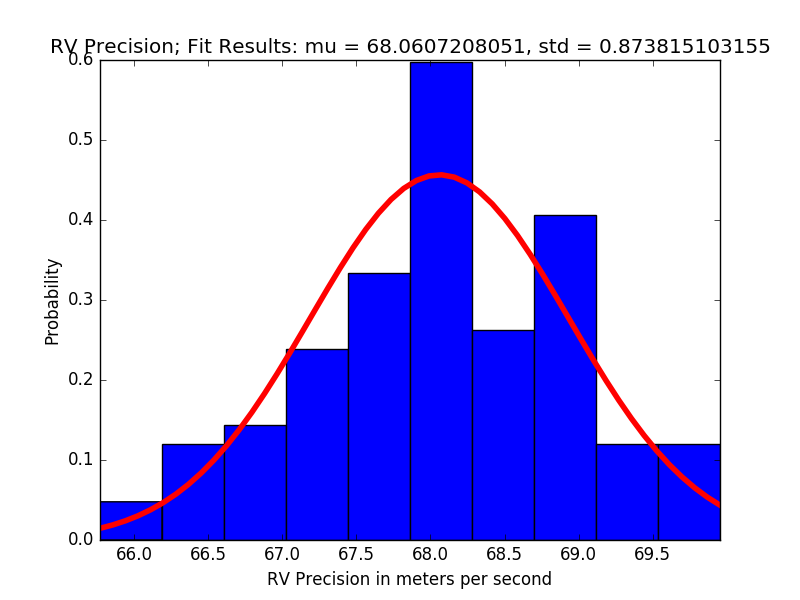 RV Precision; Fit Results: mu = 68.0607208051, std = 0.873815103155
0.6
0.5
0.4
0.3
0.2
0.1
0.0
Probability
66.0 66.5 67.0 67.5 68.0 68.5 69.0 69.5
RV Precision in meters per second